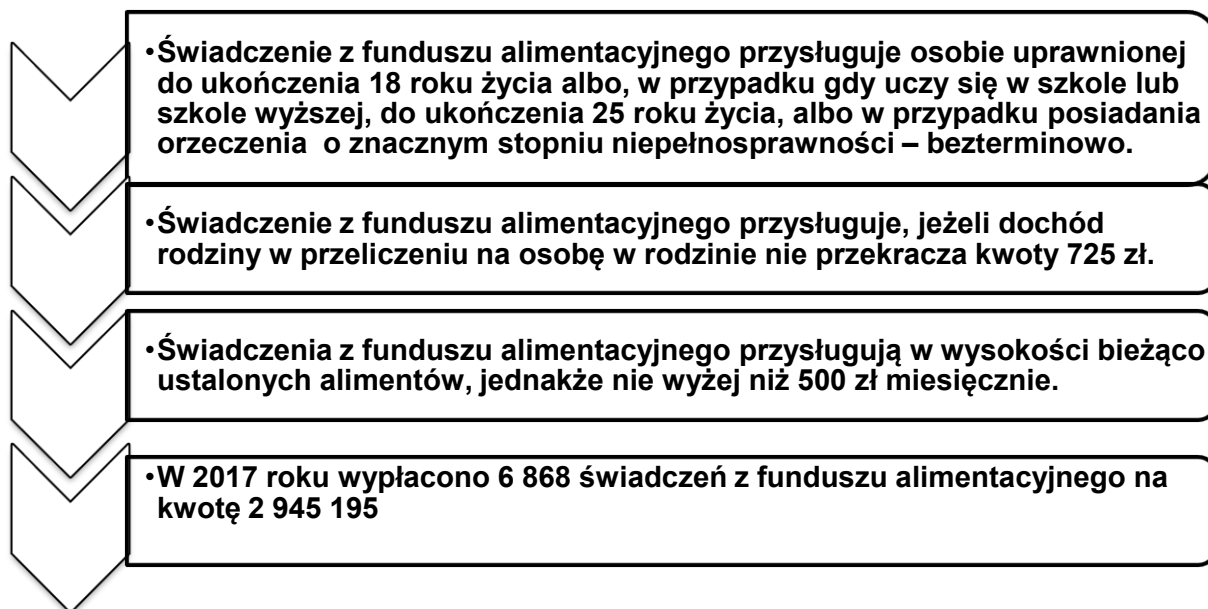 •Świadczenie z funduszu alimentacyjnego przysługuje osobie uprawnionej
do ukończenia 18 roku życia albo, w przypadku gdy uczy się w szkole lub
szkole wyższej, do ukończenia 25 roku życia, albo w przypadku posiadania
orzeczenia o znacznym stopniu niepełnosprawności – bezterminowo.
•Świadczenie z funduszu alimentacyjnego przysługuje, jeżeli dochód
rodziny w przeliczeniu na osobę w rodzinie nie przekracza kwoty 725 zł.
•Świadczenia z funduszu alimentacyjnego przysługują w wysokości bieżąco
ustalonych alimentów, jednakże nie wyżej niż 500 zł miesięcznie.
•W 2017 roku wypłacono 6 868 świadczeń z funduszu alimentacyjnego na
kwotę 2 945 195